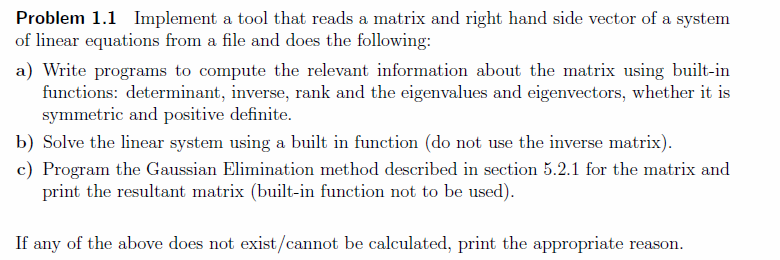 Problem 1.1 Implement a tool that reads a matrix and right hand side vector of a system
of linear equations from a file and does the following:
a) Write programs to compute the relevant information about the matrix using built-in
functions: determinant, inverse, rank and the eigenvalues and eigenvectors, whether it is
symmetric and positive definite.
b) Solve the linear system using a built in function (do not use the inverse matrix).
c) Program the Gaussian Elimination method described in section 5.2.1 for the matrix and
print the resultant matrix (built-in function not to be used).
If any of the above does not exist/cannot be calculated, print the appropriate reason.